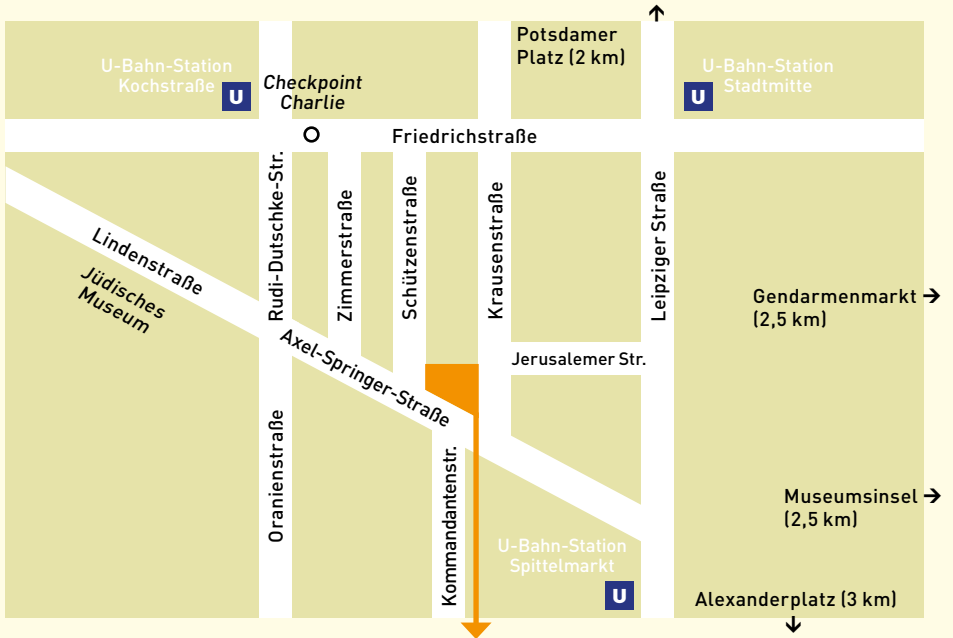 Potsdamer
Platz (2 km)
U-Bahn-Station
Kochstraße
U
Checkpoint
Charlie
U-Bahn-Station
Stadtmitte
U
Friedrichstraße
Rudi-Dutschke-Str.
Zimmerstraße
Schützenstraße
Krausenstraße
Leipziger Straße
Lindenstraße
Jüdisches
Museum
Gendarmenmarkt
(2,5 km)
Axel-Springer-Straße
Jerusalemer Str.
Oranienstraße
Kommandantenstr.
Museumsinsel
(2,5 km)
U-Bahn-Station
Spittelmarkt
U
Alexanderplatz (3 km)